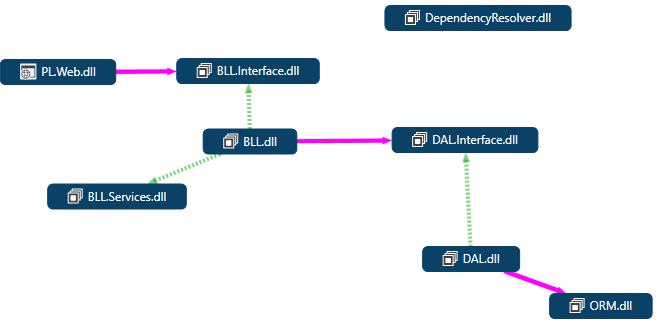 DependencyResolver.dll
PL.Web.dll
BLL.Interface.dll
BLL.dll
DAL.Interface.dll
BLL.Services.dll
DAL.dll
ORM.dll